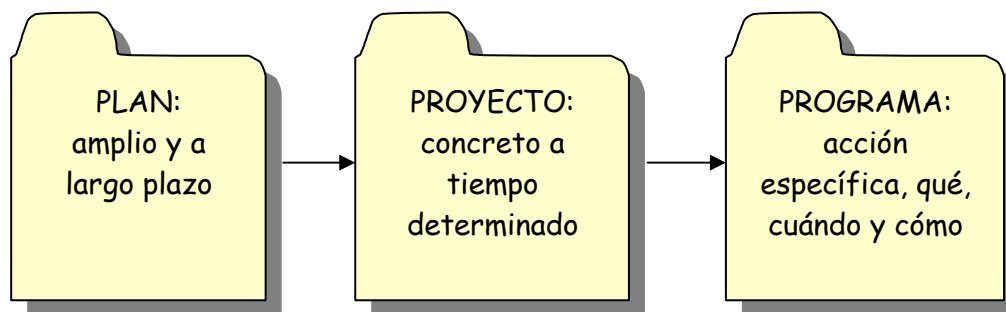 PLAN:
amplio y a
largo plazo
PROYECTO:
concreto a
tiempo
determinado
PROGRAMA:
acción
específica, qué,
cuándo y cómo